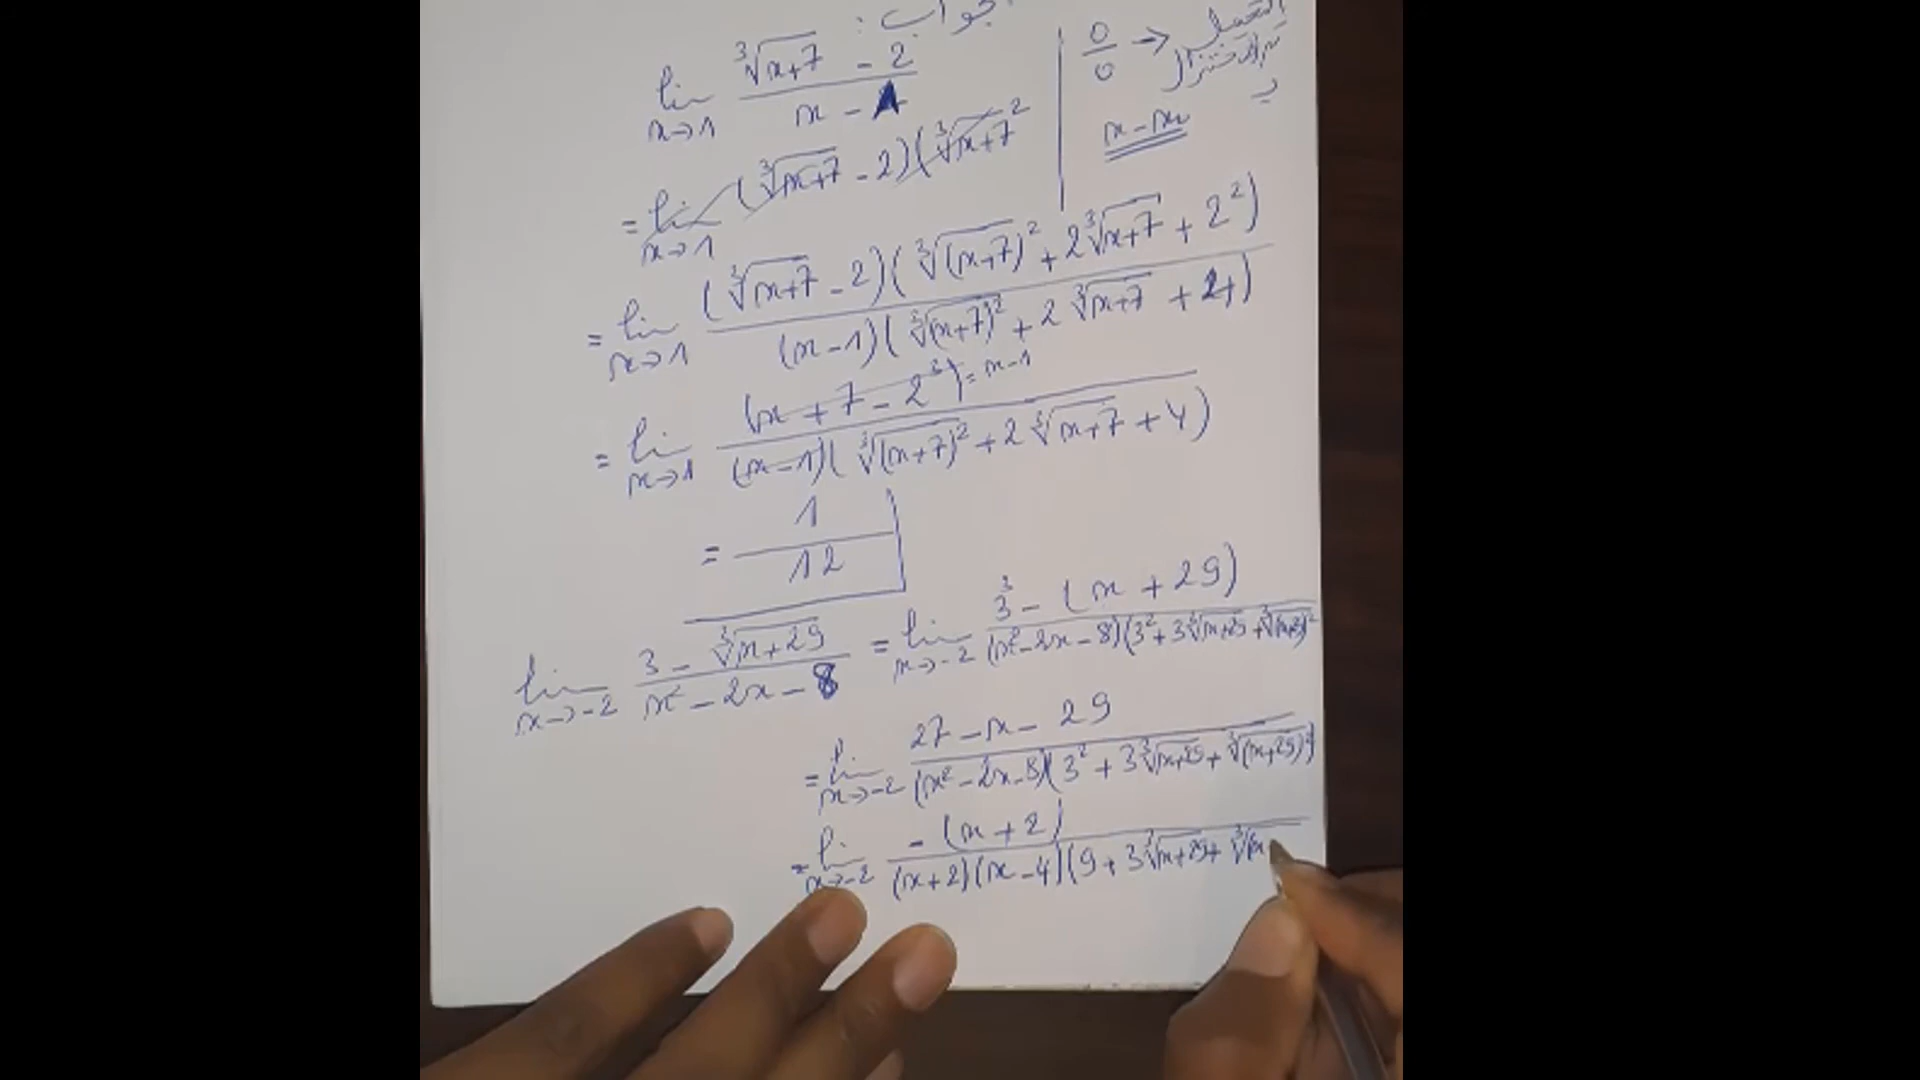 جواب :
lim x→1 (∛(x+7) - 2) / (x - 1)
0/0 → x - x₀
= lim x→1 (∛(x+7) - 2)(∛(x+7)²
= lim x→1 (∛(x+7) - 2)(∛(x+7)² + 2∛(x+7) + 2²) / (x-1)(∛(x+7)² + 2∛(x+7) + 4)
= lim x→1 (x + 7 - 2³) = x-1 / (x-1)(∛(x+7)² + 2∛(x+7) + 4)
= 1/12
lim x→-2 (3 - ∛(x+29)) / (x² - 2x - 8) = lim x→-2 3³ - (x + 29) / (x² - 2x - 8)(3² + 3∛(x+29) + ∛(x+29)²
= lim x→-2 27 - x - 29 / (x² - 2x - 8)(3² + 3∛(x+29) + ∛(x+29)²)
= lim x→-2 -(x + 2) / (x+2)(x-4)(9 + 3∛(x+29) + ∛(x